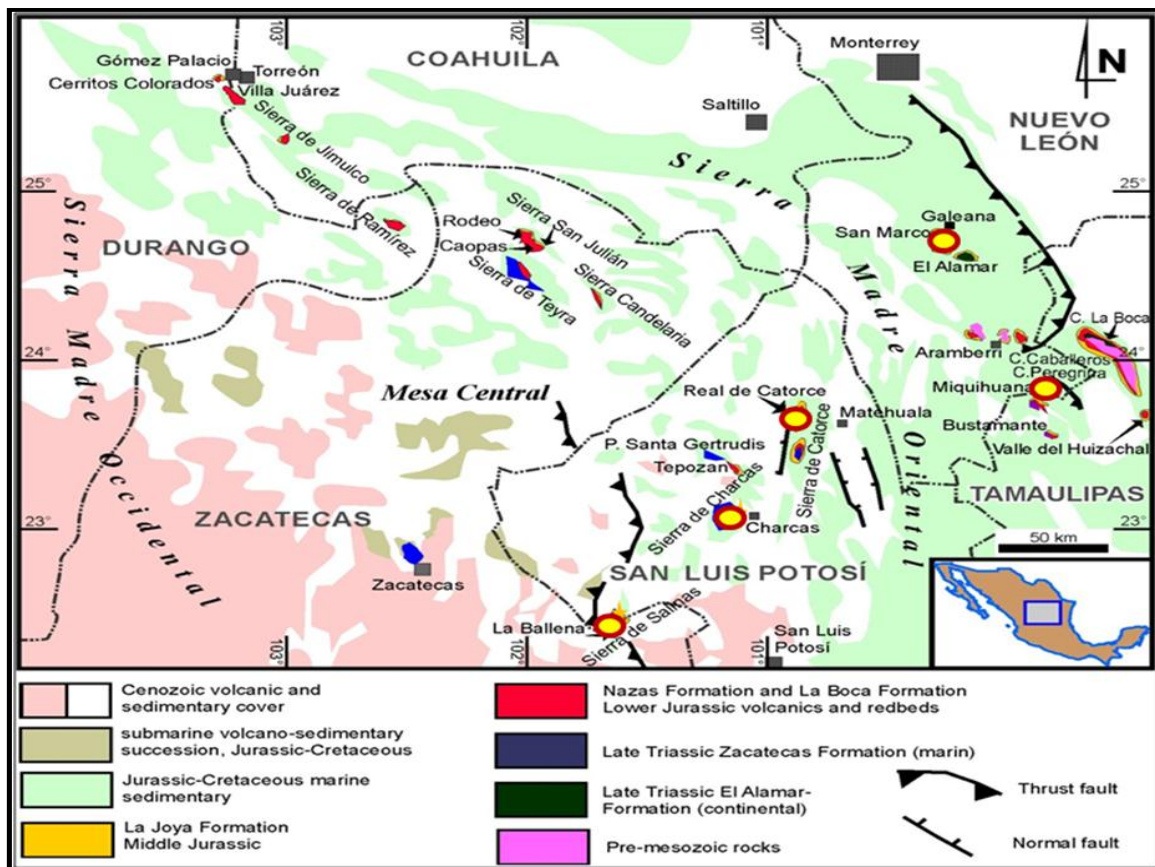 103°
102°
101°
COAHUILA
Monterrey
N
Gómez Palacio
Torreón
Cerritos Colorados
Villa Juárez
Saltillo
NUEVO
LEÓN
Sierra de Jimulco
Sierra
25°
25°
Sierra de Ramírez
Sierra San Julián
Rodeo
Caopas
Galeana
San Marco
El Alamar
DURANGO
Sierra de Teyra
Sierra Candelaria
Sierra Madre
Madre
C. La Boca
24°
24°
Aramberri
C.Caballeros
C.Peregrina
Miquihuana
Mesa Central
Real de Catorce
Matehuala
Bustamante
Valle del Huizachal
P. Santa Gertrudis
Tepozan
Sierra de Catorce
Oriental
Occidental
TAMAULIPAS
ZACATECAS
Sierra de Charcas
Charcas
23°
23°
50 km
Zacatecas
SAN LUIS POTOSÍ
La Ballena
Sierra de Salinas
San Luis
Potosí
103°
102°
101°
Cenozoic volcanic and
sedimentary cover
submarine volcano-sedimentary
succession, Jurassic-Cretaceous
Jurassic-Cretaceous marine
sedimentary
La Joya Formation
Middle Jurassic
Nazas Formation and La Boca Formation
Lower Jurassic volcanics and redbeds
Late Triassic Zacatecas Formation (marin)
Late Triassic El Alamar-
Formation (continental)
Pre-mesozoic rocks
Thrust fault
Normal fault